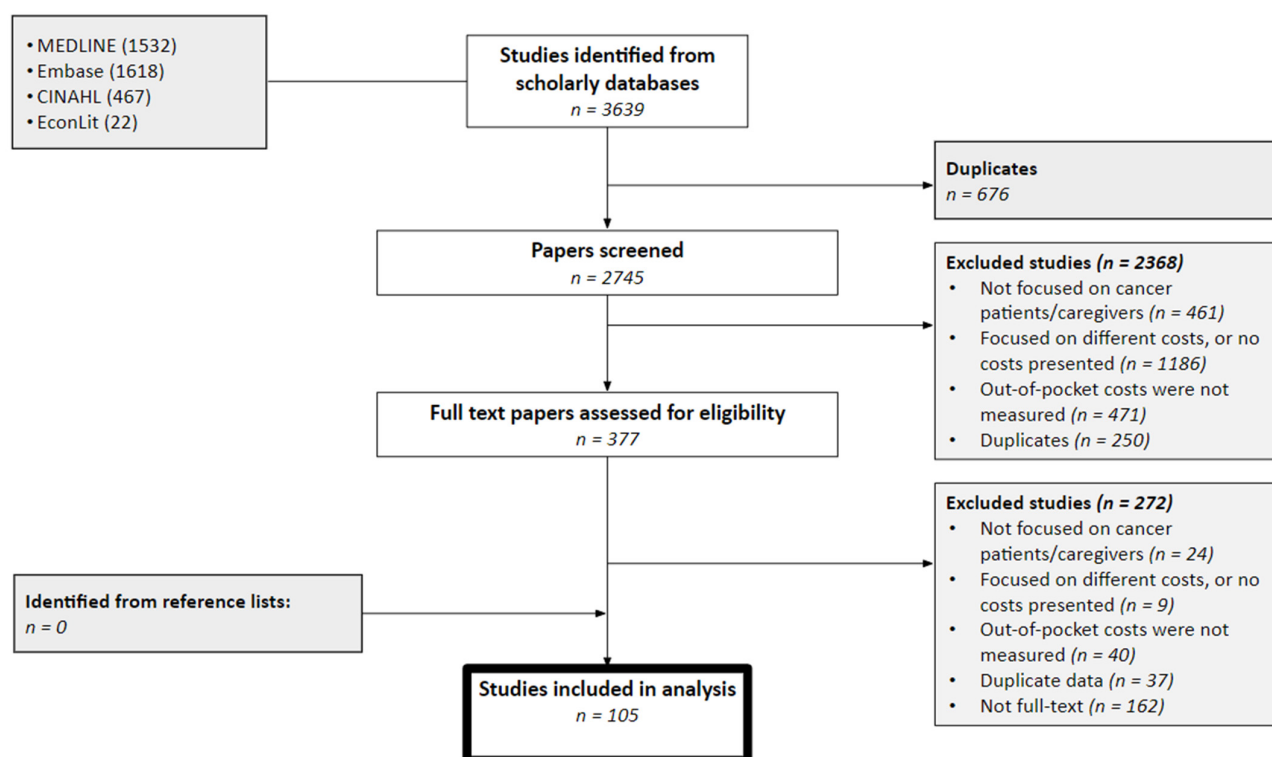 • MEDLINE (1532)
• Embase (1618)
• CINAHL (467)
• EconLit (22)
Studies identified from
scholarly databases
n = 3639
Duplicates
n = 676
Papers screened
n = 2745
Excluded studies (n = 2368)
• Not focused on cancer
patients/caregivers (n = 461)
• Focused on different costs, or no
costs presented (n = 1186)
• Out-of-pocket costs were not
measured (n = 471)
• Duplicates (n = 250)
Full text papers assessed for eligibility
n = 377
Excluded studies (n = 272)
• Not focused on cancer
patients/caregivers (n = 24)
• Focused on different costs, or no
costs presented (n = 9)
• Out-of-pocket costs were not
measured (n = 40)
• Duplicate data (n = 37)
• Not full-text (n = 162)
Identified from reference lists:
n = 0
Studies included in analysis
n = 105